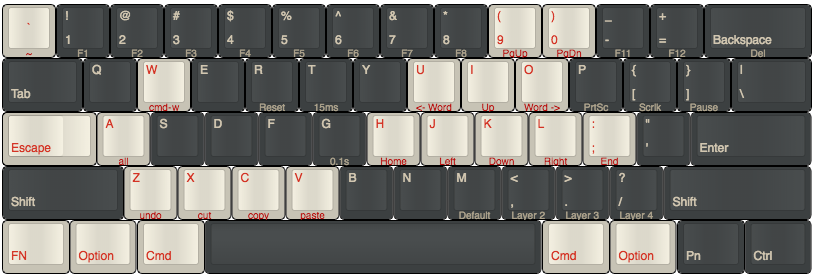 ` ! @ # $ % ^ & * ( ) _ +
1 2 3 4 5 6 7 8 9 0 - = Backspace
~ F1 F2 F3 F4 F5 F6 F7 F8 PgUp PgDn F11 F12 Del
Q W E R T Y U I O P { } |
Tab [ ] \
cmd-w Reset 15ms <- Word Up Word -> PrtSc Scrlk Pause
A S D F G H J K L : "
Escape ; ' Enter
all 0.1s Home Left Down Right End
Z X C V B N M < > ?
Shift , . / Shift
undo cut copy paste Default Layer 2 Layer 3 Layer 4
FN Option Cmd Cmd Option Pn Ctrl